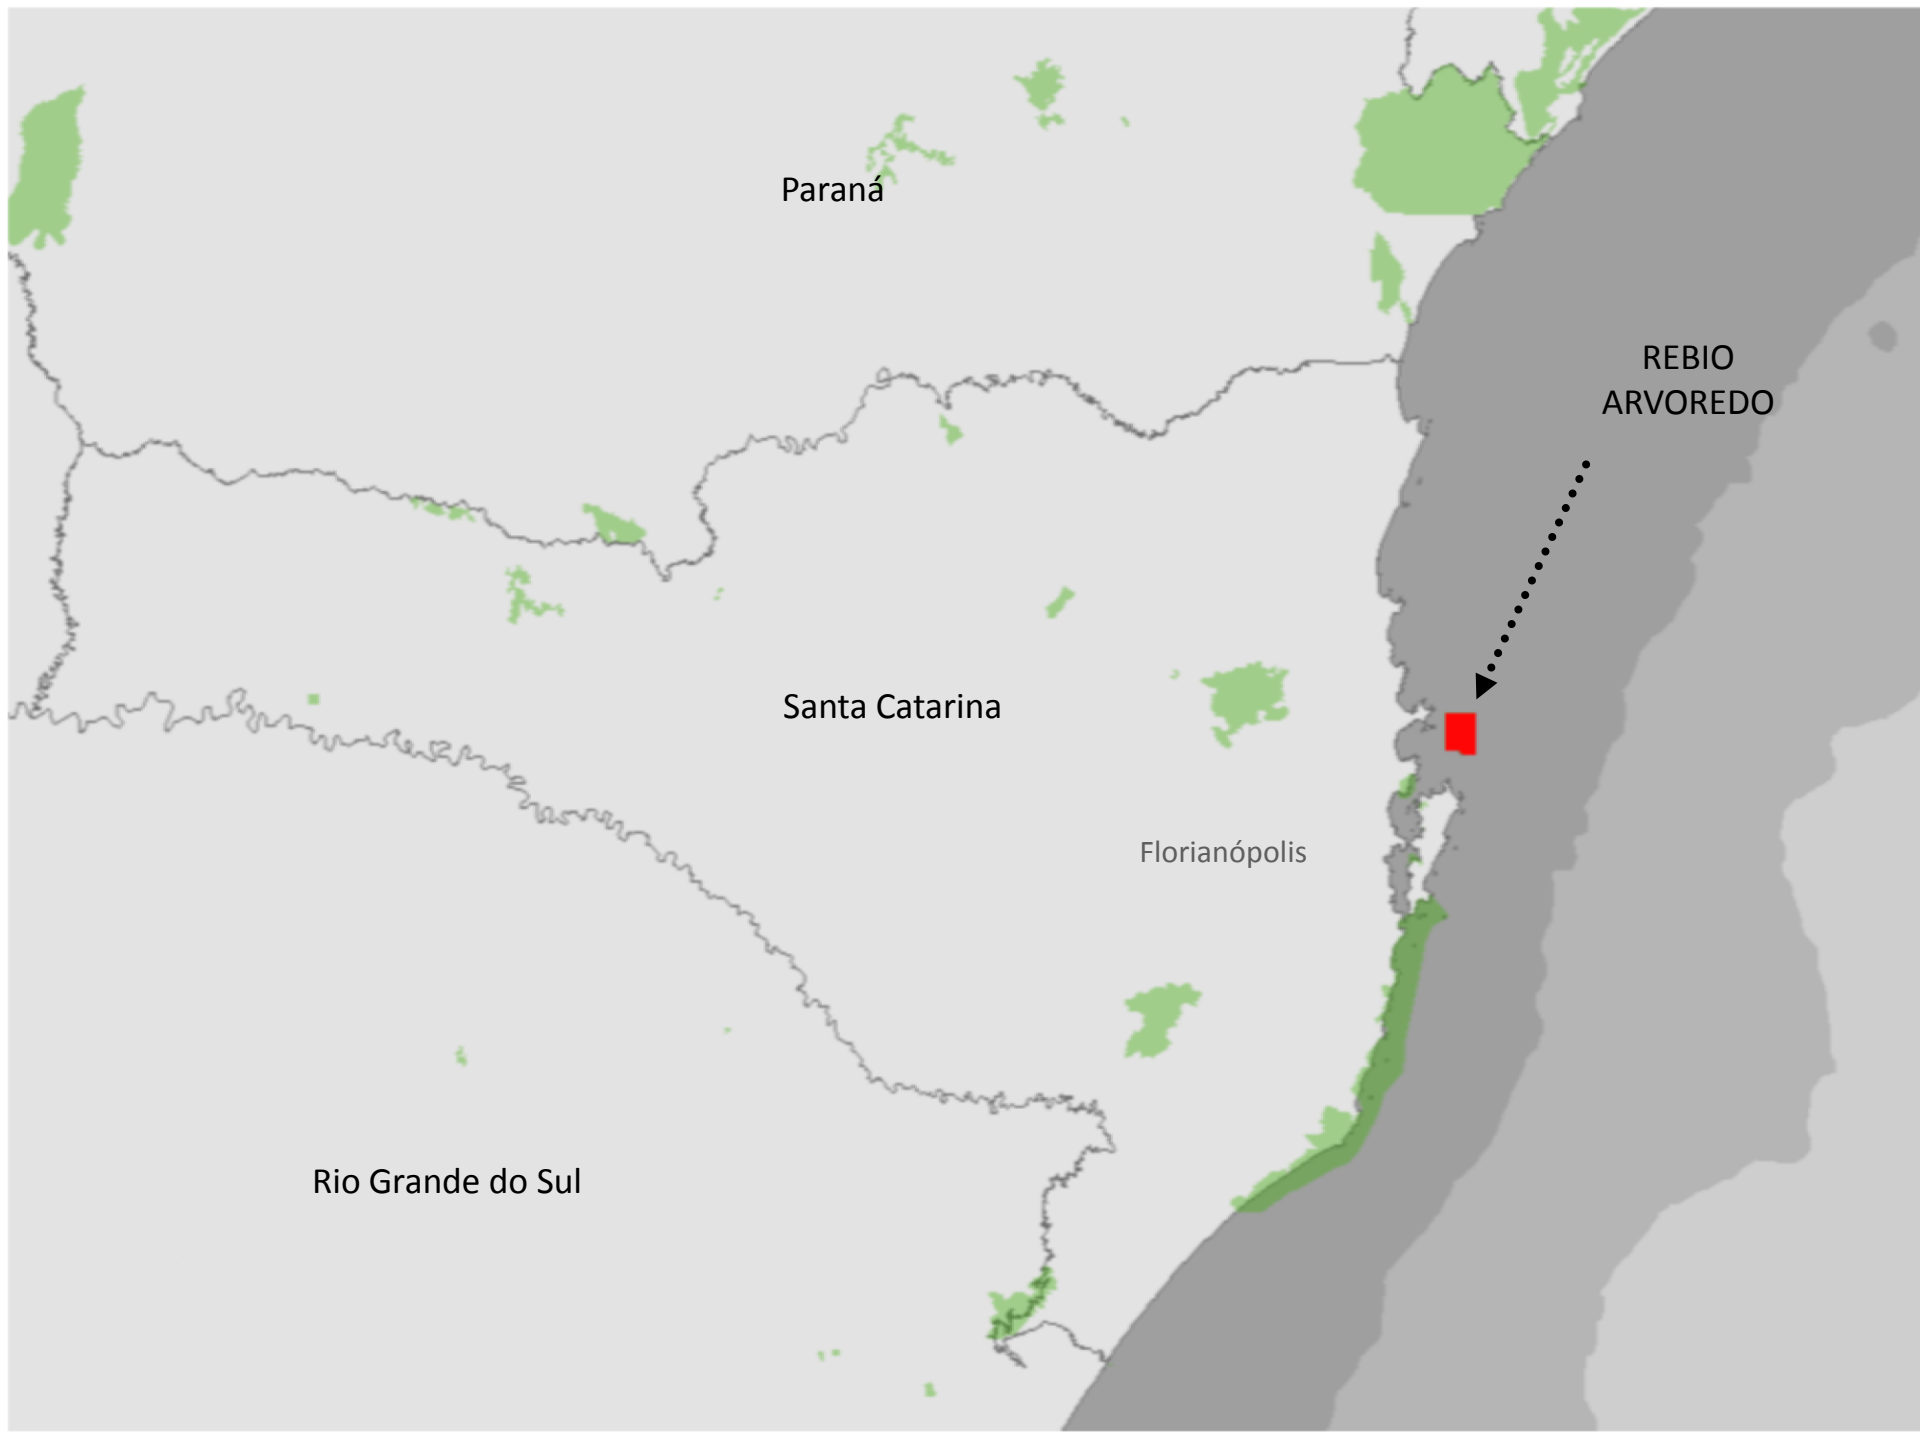 Paraná
REBIO
ARVOREDO
Santa Catarina
Florianópolis
Rio Grande do Sul